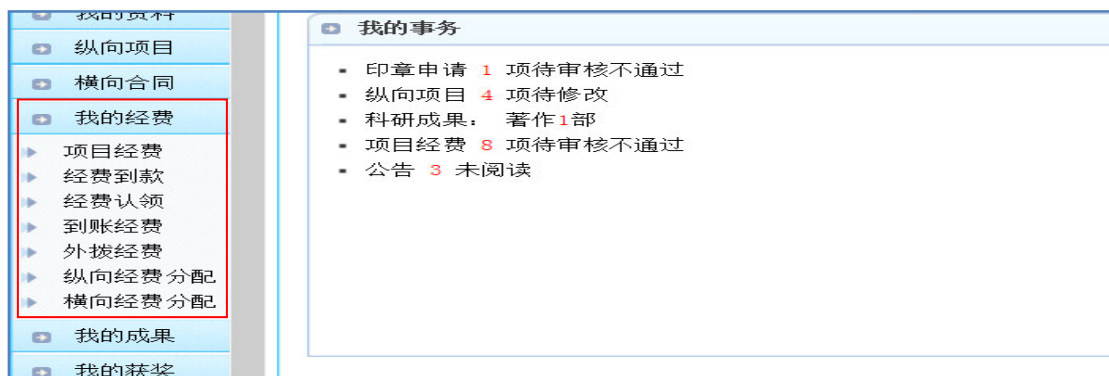 我的资料
纵向项目
横向合同
我的经费
项目经费
经费到款
经费认领
到账经费
外拨经费
纵向经费分配
横向经费分配
我的成果
我的获奖
我的事务
印章申请 1 项待审核不通过
纵向项目 4 项待修改
科研成果： 著作1部
项目经费 8 项待审核不通过
公告 3 未阅读